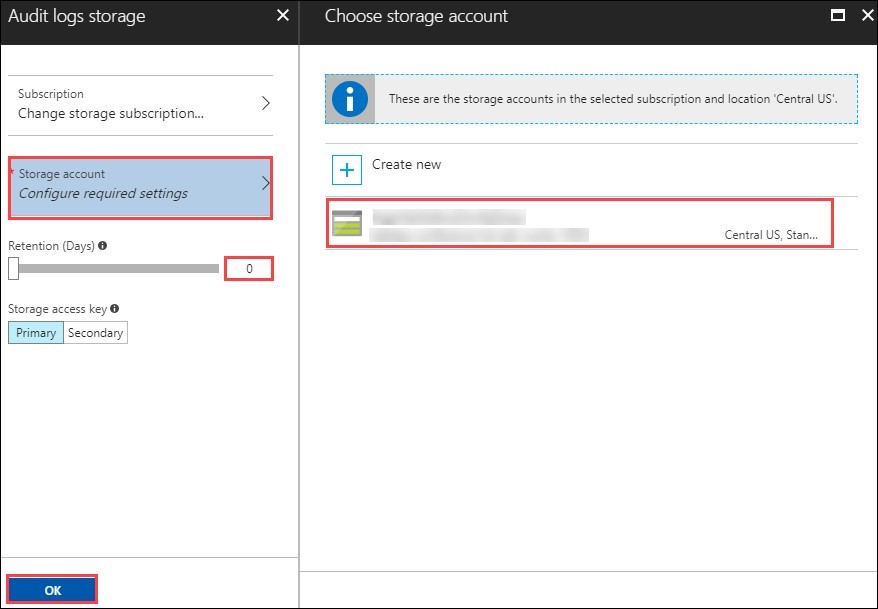 Audit logs storage
Subscription
Change storage subscription...
* Storage account
Configure required settings
Retention (Days)
0
Storage access key
Primary Secondary
OK
Choose storage account
These are the storage accounts in the selected subscription and location 'Central US'.
Create new
Central US, Stan...